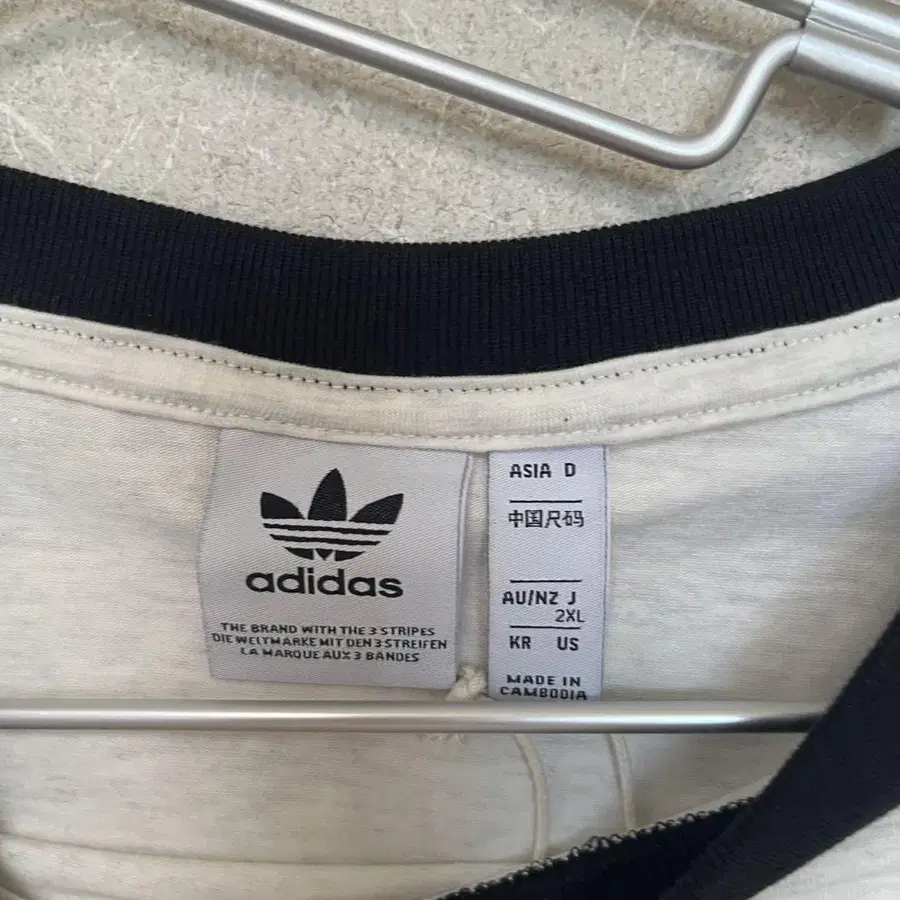 adidas
THE BRAND WITH THE 3 STRIPES
DIE WELTMARKE MIT DEN 3 STREIFEN
LA MARQUE AUX 3 BANDES
ASIA D
中国尺码
AU/NZ J
2XL
KR US
MADE IN
CAMBODIA